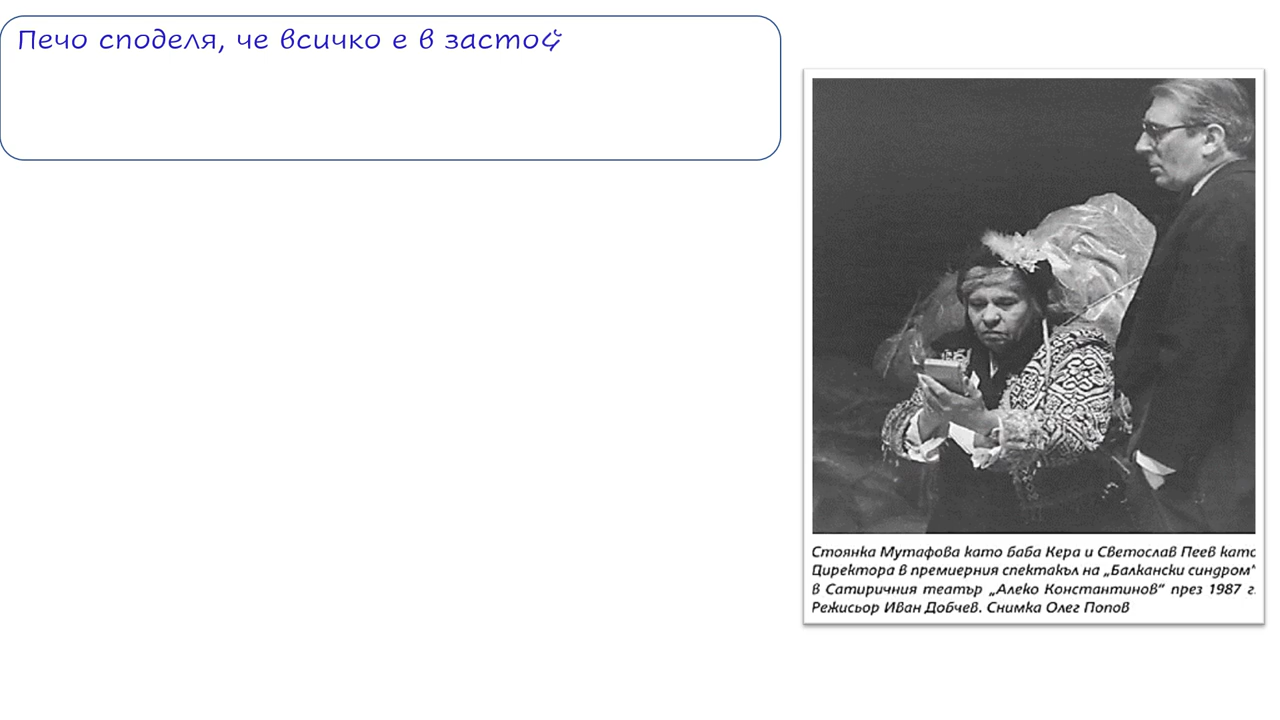 Печо споделя, че всичко е в застой
Стоянка Мутафова като баба Кера и Светослав Пеев като
Директора в премиерния спектакъл на „Балкански синдром“
в Сатиричния театър „Алеко Константинов“ през 1987 г.
Режисьор Иван Добчев. Снимка Олег Попов